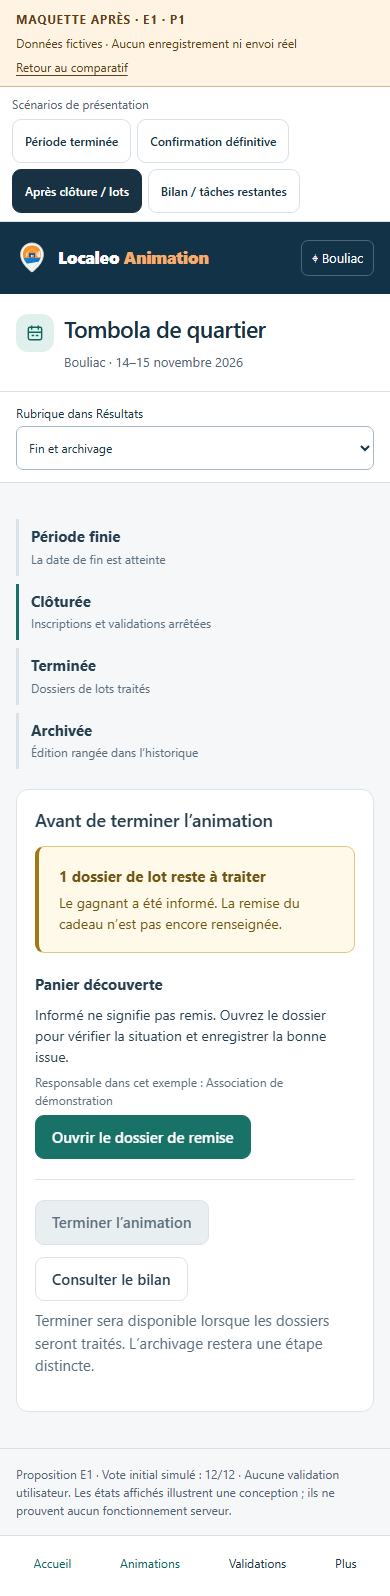 MAQUETTE APRÈS · E1 · P1
Données fictives · Aucun enregistrement ni envoi réel
Retour au comparatif
Scénarios de présentation
Période terminée
Confirmation définitive
Après clôture / lots
Bilan / tâches restantes
Localeo Animation
Bouliac
Tombola de quartier
Bouliac · 14–15 novembre 2026
Rubrique dans Résultats
Fin et archivage
Période finie
La date de fin est atteinte
Clôturée
Inscriptions et validations arrêtées
Terminée
Dossiers de lots traités
Archivée
Édition rangée dans l’historique
Avant de terminer l’animation
1 dossier de lot reste à traiter
Le gagnant a été informé. La remise du
cadeau n’est pas encore renseignée.
Panier découverte
Informé ne signifie pas remis. Ouvrez le dossier
pour vérifier la situation et enregistrer la bonne
issue.
Responsable dans cet exemple : Association de
démonstration
Ouvrir le dossier de remise
Terminer l’animation
Consulter le bilan
Terminer sera disponible lorsque les dossiers
seront traités. L’archivage restera une étape
distincte.
Proposition E1 · Vote initial simulé : 12/12 · Aucune validation
utilisateur. Les états affichés illustrent une conception ; ils ne
prouvent aucun fonctionnement serveur.
Accueil
Animations
Validations
Plus